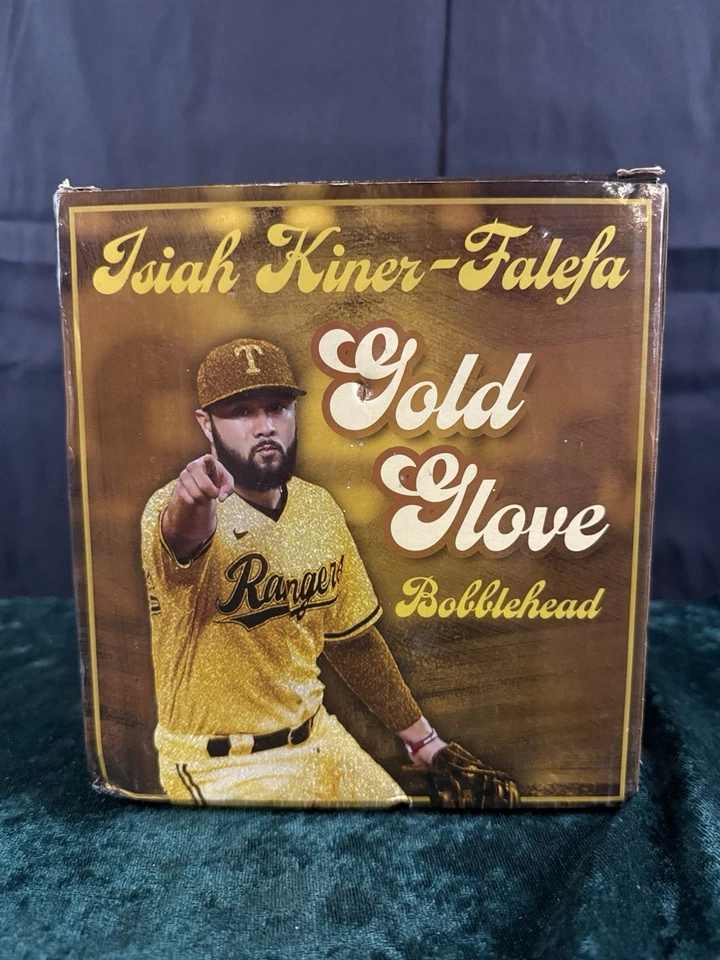 Isiah Kiner-Falefa
Gold
Glove
Bobblehead
T
Rangers